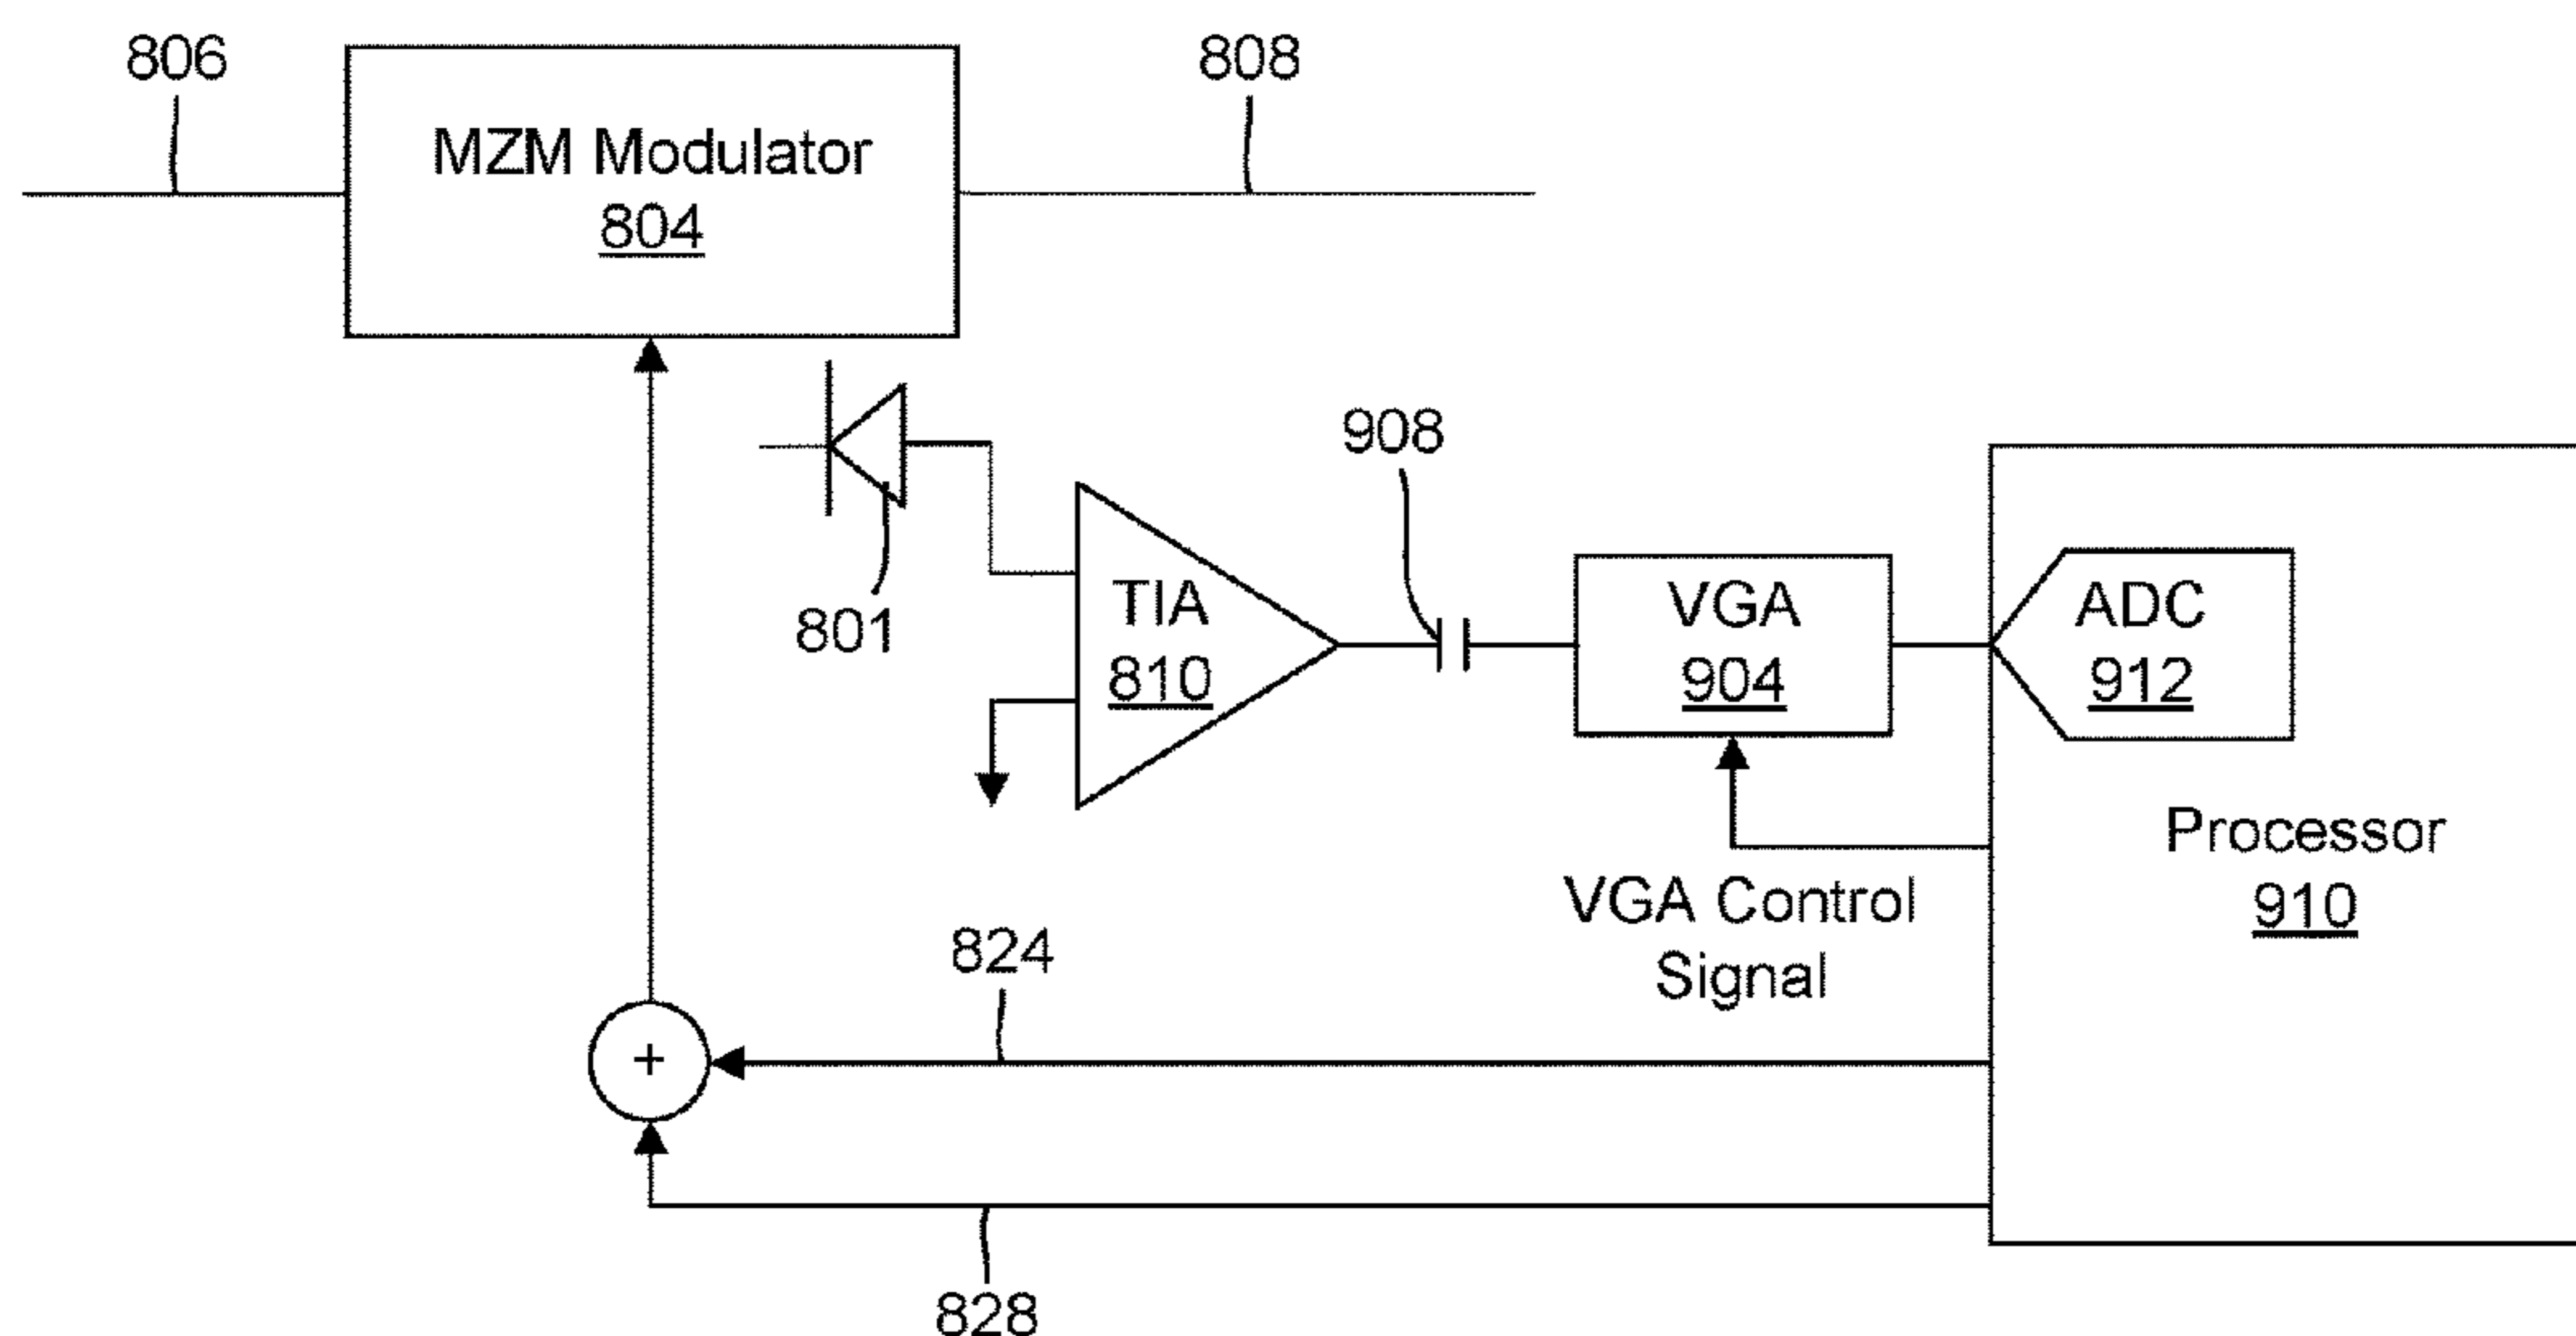 806
808
MZM Modulator
804
908
801
TIA
810
VGA
904
ADC
912
Processor
910
VGA Control
Signal
824
+
828